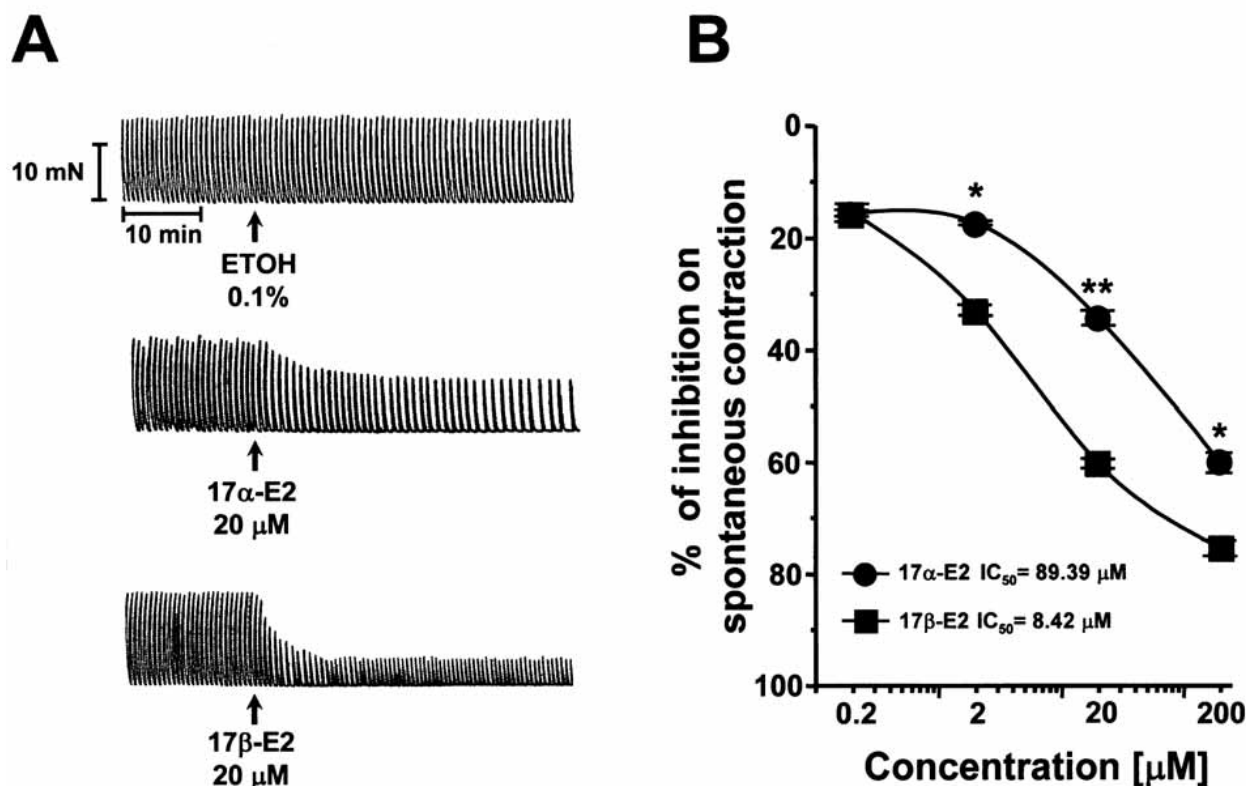 A
10 mN
10 min
ETOH
0.1%
17α-E2
20 μM
17β-E2
20 μM
B
% of inhibition on
spontaneous contraction
0
20
40
60
80
100
*
**
*
17α-E2 IC₅₀= 89.39 μM
17β-E2 IC₅₀= 8.42 μM
0.2
2
20
200
Concentration [μM]